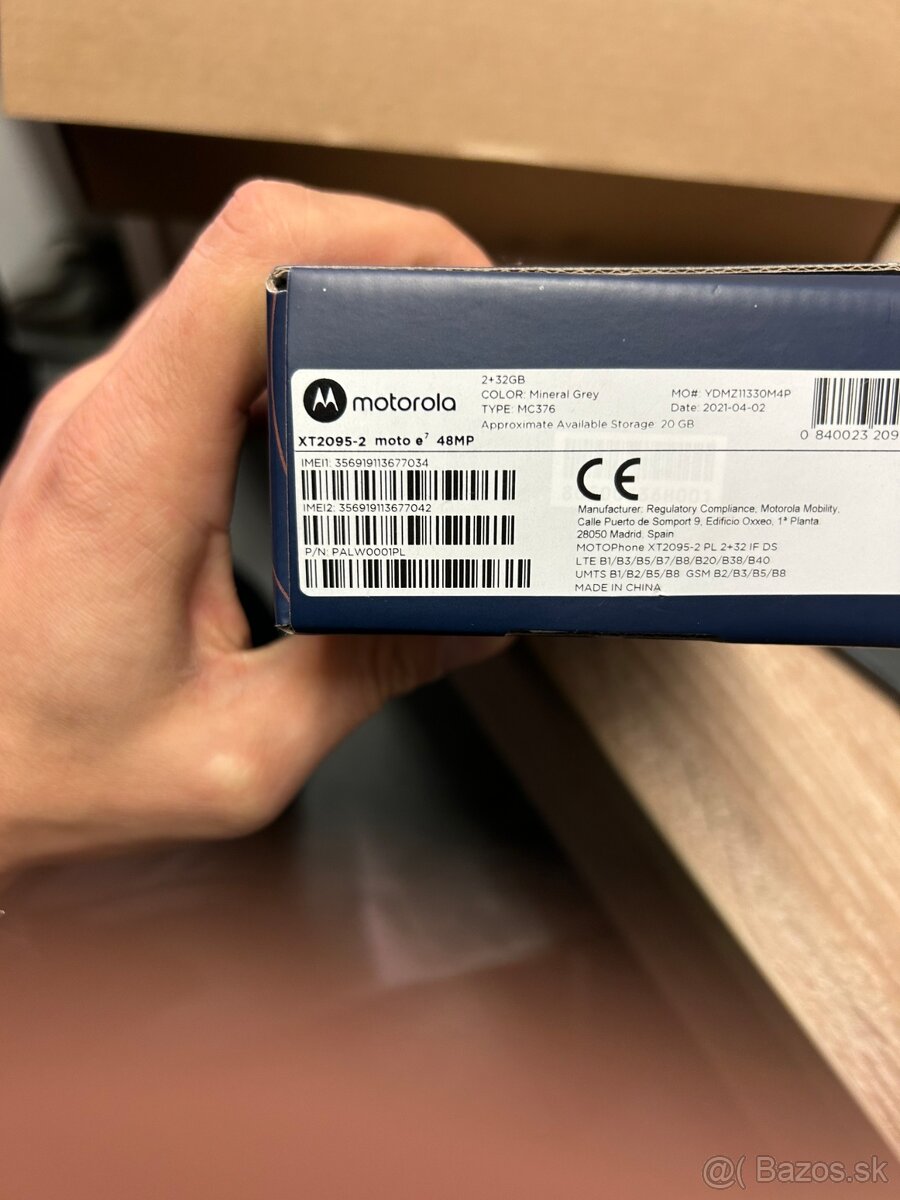 motorola
2+32GB
COLOR: Mineral Grey
TYPE: MC376
Approximate Available Storage: 20 GB
MO#: YDMZ11330M4P
Date: 2021-04-02
0 840023 209
XT2095-2 moto e⁷ 48MP
IMEI1: 356919113677034
IMEI2: 356919113677042
P/N: PALW0001PL
CE
Manufacturer: Regulatory Compliance, Motorola Mobility,
Calle Puerto de Somport 9, Edificio Oxxeo, 1ª Planta
28050 Madrid, Spain
MOTOPhone XT2095-2 PL 2+32 IF DS
LTE B1/B3/B5/B7/B8/B20/B38/B40
UMTS B1/B2/B5/B8 GSM B2/B3/B5/B8
MADE IN CHINA
@( Bazos.sk